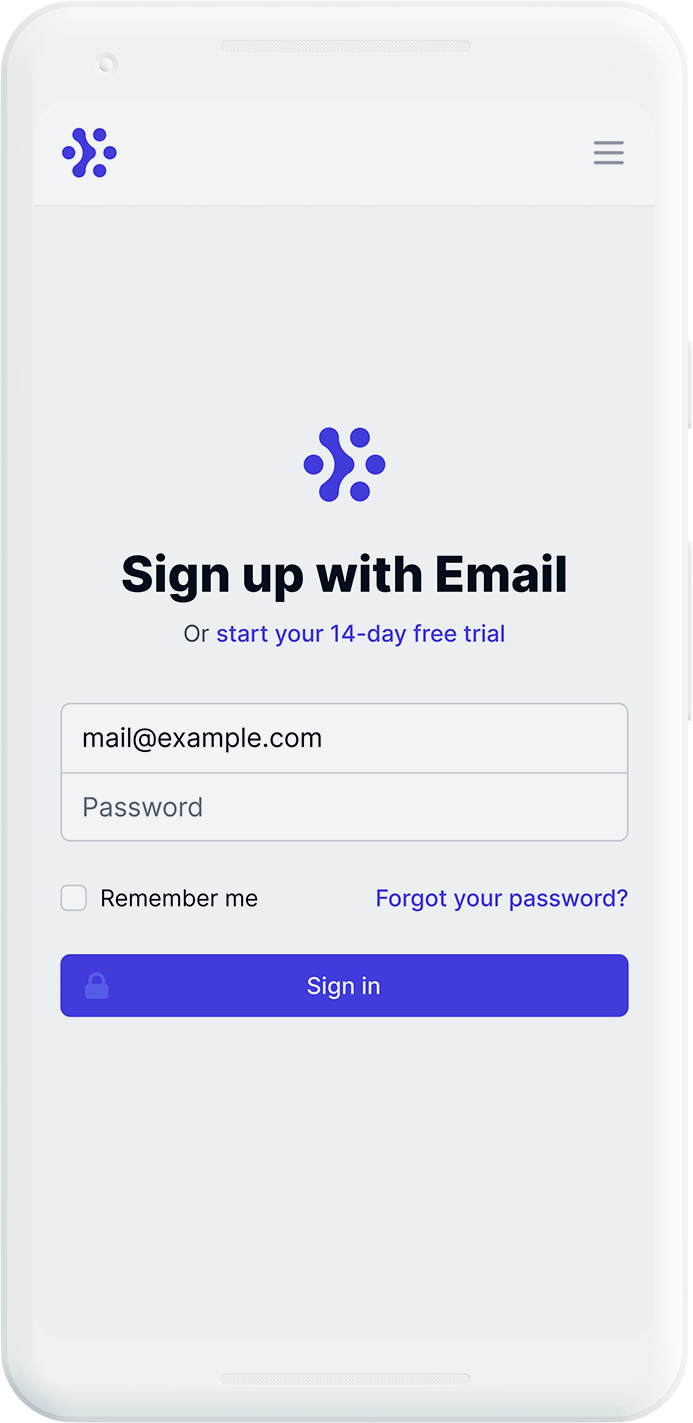 Sign up with Email
Or start your 14-day free trial
mail@example.com
Password
Remember me Forgot your password?
Sign in